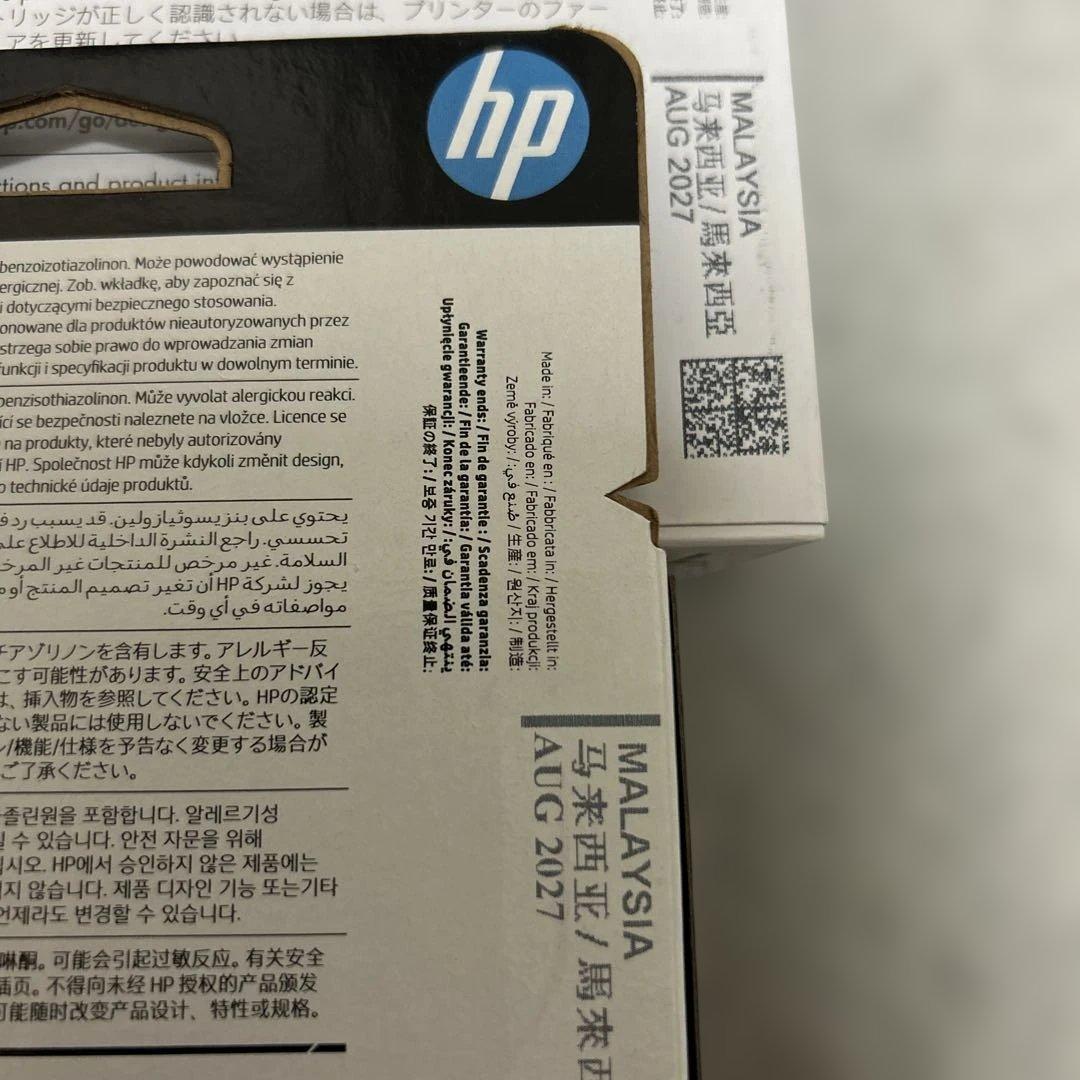 トリッジが正しく認識されない場合は、プリンターのファー
アを更新してください
tions and product in
hp
benzoizotiazolinon. Może powodować wystąpienie
ergicznej. Zob. wkładkę, aby zapoznać się z
i dotyczącymi bezpiecznego stosowania.
onowane dla produktów nieautoryzowanych przez
strzega sobie prawo do wprowadzania zmian
funkcji i specyfikacji produktu w dowolnym terminie.
benzisothiazolinon. Může vyvolat alergickou reakci.
ící se bezpečnosti naleznete na vložce. Licence se
na produkty, které nebyly autorizovány
í HP. Společnost HP může kdykoli změnit design,
o technické údaje produktů.
يحتوي على بنزيسوثيازولين. قد يسبب رد ف
تحسسي. راجع النشرة الداخلية للاطلاع على
السلامة. غير مرخص للمنتجات غير المرخ
يجوز لشركة HP أن تغير تصميم المنتج أو م
مواصفاته في أي وقت.
チアゾリノンを含有します。アレルギー反
こす可能性があります。安全上のアドバイ
は、挿入物を参照してください。HPの認定
ない製品には使用しないでください。製
ン/機能/仕様を予告なく変更する場合が
ご了承ください。
졸린원을 포함합니다. 알레르기성
킬 수 있습니다. 안전 자문을 위해
십시오. HP에서 승인하지 않은 제품에는
되지 않습니다. 제품 디자인 기능 또는기타
언제라도 변경할 수 있습니다.
啉酮。可能会引起过敏反应。有关安全
插页。不得向未经 HP 授权的产品颁发
可能随时改变产品设计、特性或规格。
Made in: / Fabriqué en : / Fabbricato in: / Hergestellt in:
Fabricado en: / Fabricado em: / Kraj produkcji:
Země výroby: / صنع في: / 生産: / 원산지: / 制造:
Warranty ends: / Fin de garantie : / Scadenza garanzia:
Garantieende: / Fin de la garantía: / Garantia válida até:
Upłynięcie gwarancji: / Konec záruky: / ينتهي الضمان في:
保証の終了: / 보증 기간 만료: / 质量保证终止:
MALAYSIA
马来西亚 / 馬來西亞
AUG 2027
MALAYSIA
马来西亚 / 馬來西
AUG 2027